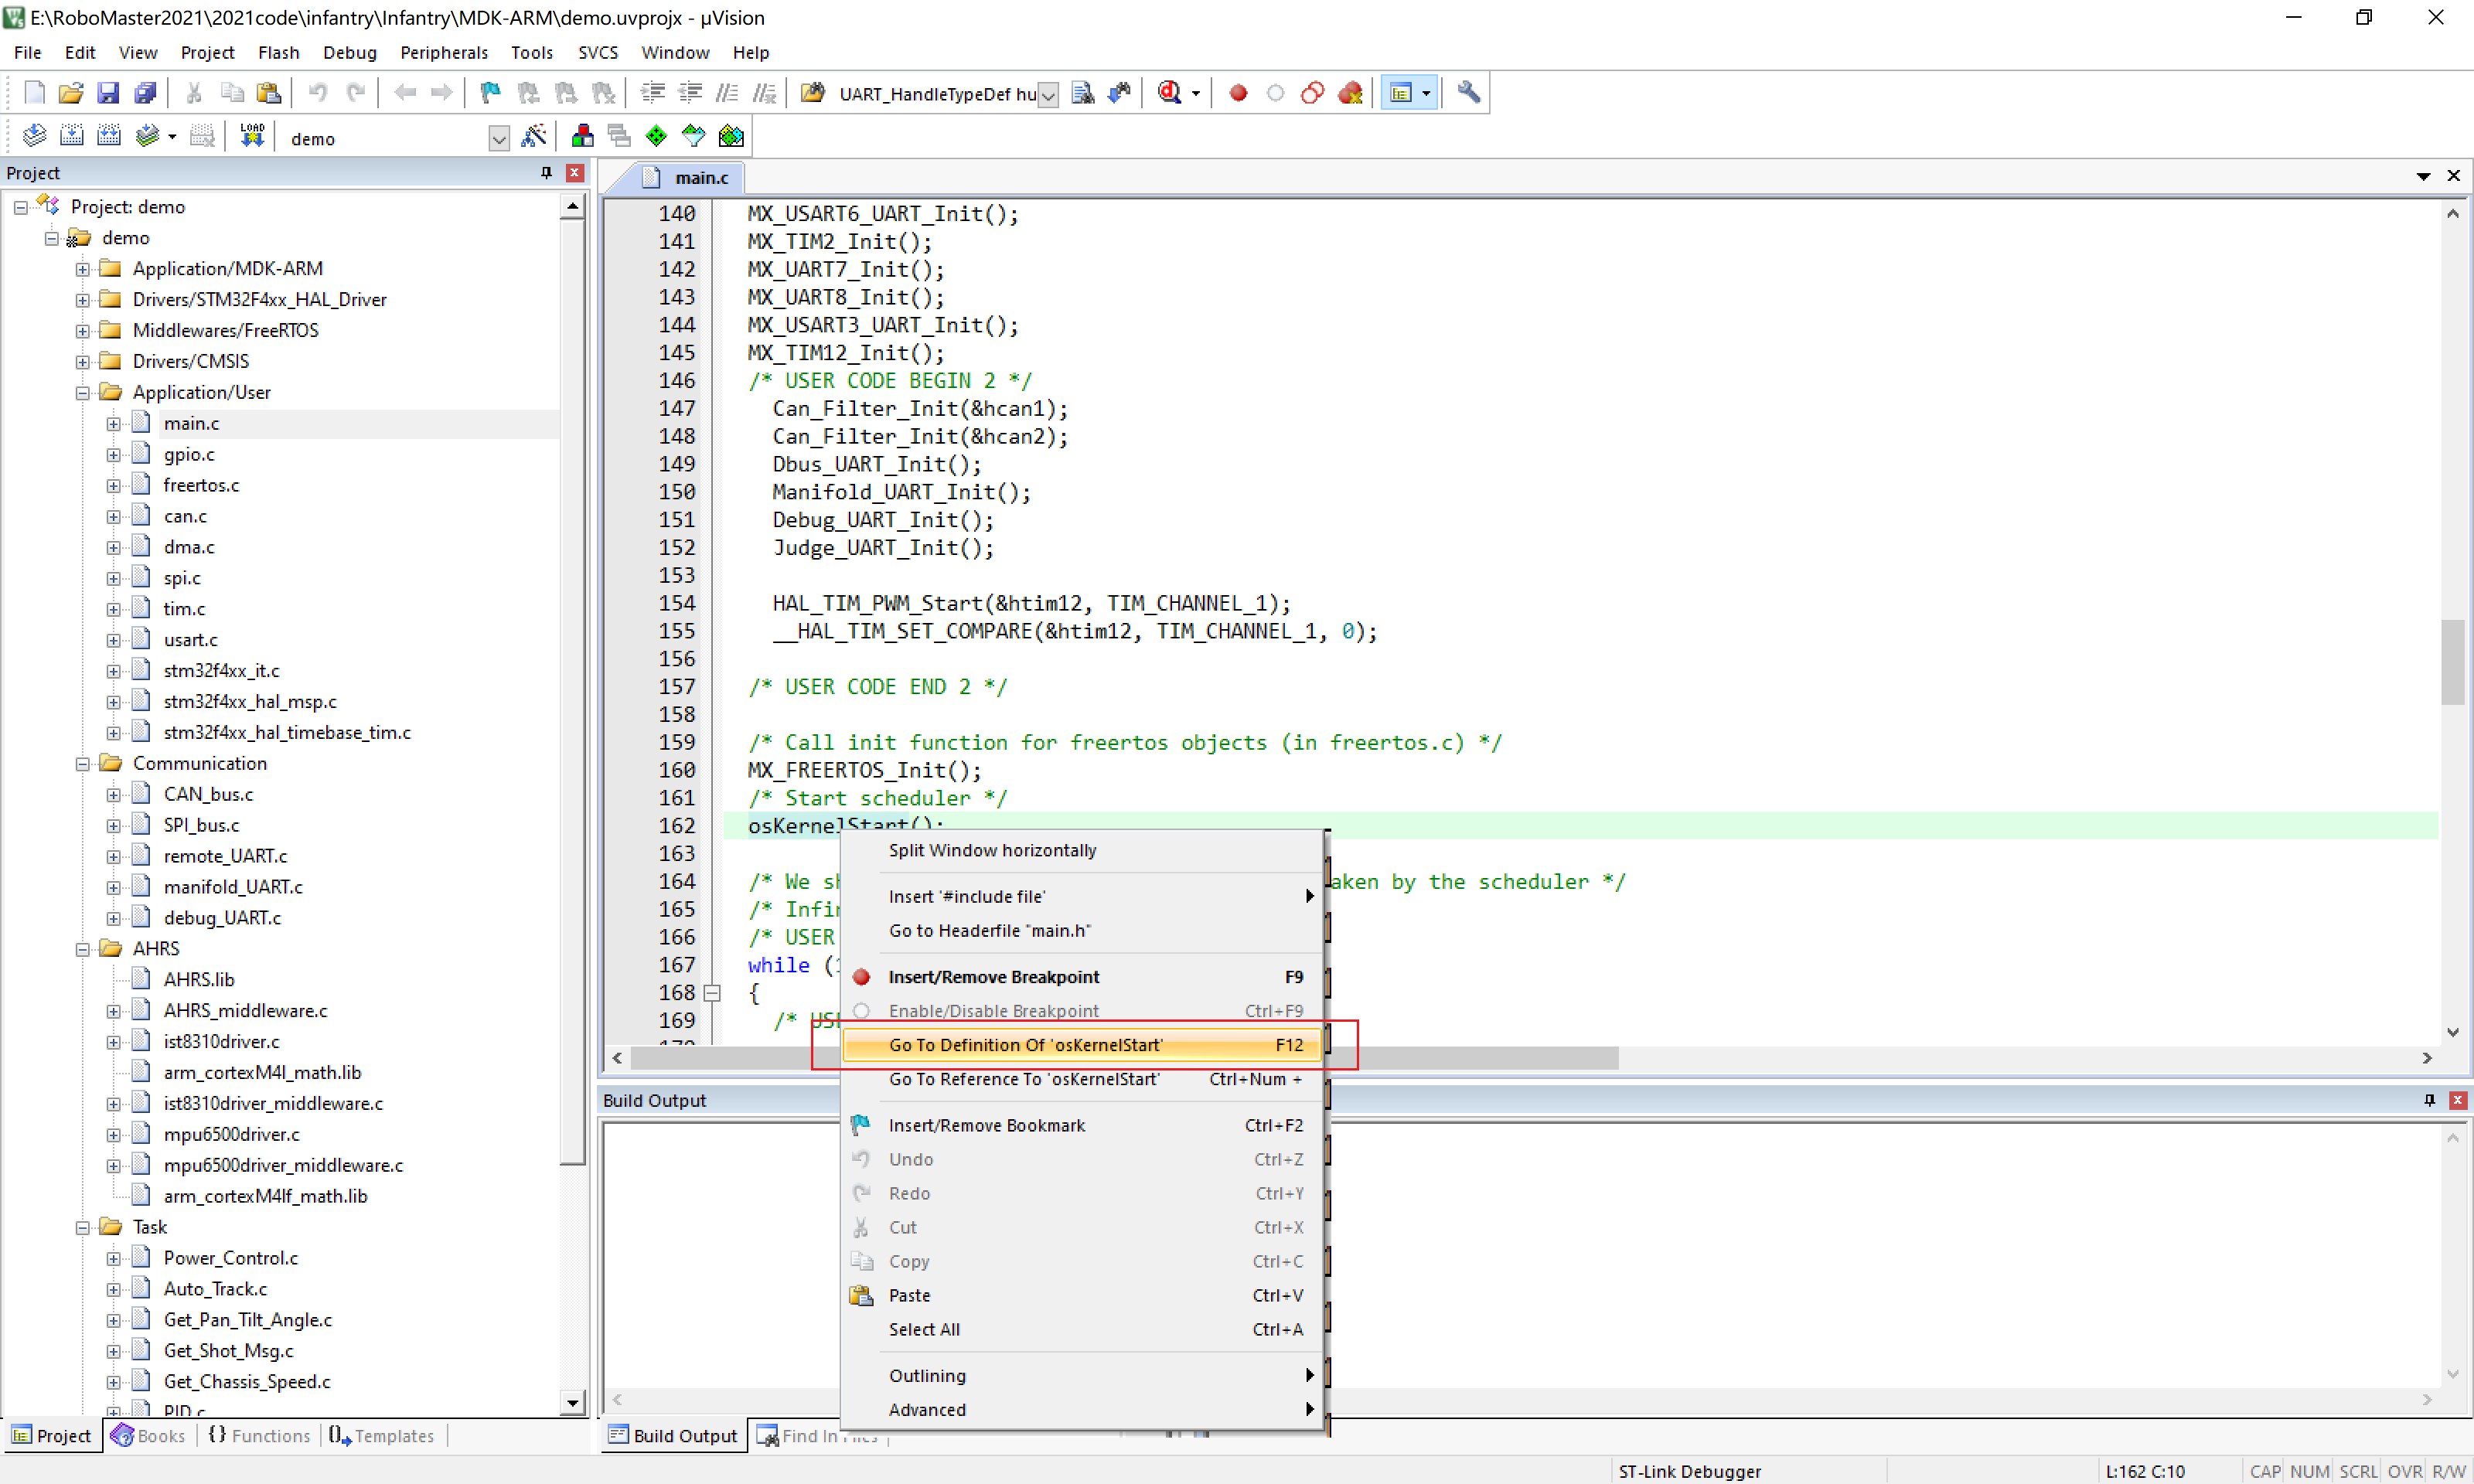 E:\RoboMaster2021\2021code\infantry\Infantry\MDK-ARM\demo.uvprojx - µVision
File Edit View Project Flash Debug Peripherals Tools SVCS Window Help
UART_HandleTypeDef hu
LOAD demo
Project
Project: demo
demo
Application/MDK-ARM
Drivers/STM32F4xx_HAL_Driver
Middlewares/FreeRTOS
Drivers/CMSIS
Application/User
main.c
gpio.c
freertos.c
can.c
dma.c
spi.c
tim.c
usart.c
stm32f4xx_it.c
stm32f4xx_hal_msp.c
stm32f4xx_hal_timebase_tim.c
Communication
CAN_bus.c
SPI_bus.c
remote_UART.c
manifold_UART.c
debug_UART.c
AHRS
AHRS.lib
AHRS_middleware.c
ist8310driver.c
arm_cortexM4l_math.lib
ist8310driver_middleware.c
mpu6500driver.c
mpu6500driver_middleware.c
arm_cortexM4lf_math.lib
Task
Power_Control.c
Auto_Track.c
Get_Pan_Tilt_Angle.c
Get_Shot_Msg.c
Get_Chassis_Speed.c
PID.c
Project Books {} Functions Templates
main.c
140 MX_USART6_UART_Init();
141 MX_TIM2_Init();
142 MX_UART7_Init();
143 MX_UART8_Init();
144 MX_USART3_UART_Init();
145 MX_TIM12_Init();
146 /* USER CODE BEGIN 2 */
147 Can_Filter_Init(&hcan1);
148 Can_Filter_Init(&hcan2);
149 Dbus_UART_Init();
150 Manifold_UART_Init();
151 Debug_UART_Init();
152 Judge_UART_Init();
153
154 HAL_TIM_PWM_Start(&htim12, TIM_CHANNEL_1);
155 __HAL_TIM_SET_COMPARE(&htim12, TIM_CHANNEL_1, 0);
156
157 /* USER CODE END 2 */
158
159 /* Call init function for freertos objects (in freertos.c) */
160 MX_FREERTOS_Init();
161 /* Start scheduler */
162 osKernelStart();
163
164 /* We sh aken by the scheduler */
165 /* Infi
166 /* USER
167 while (
168 {
169 /* US
170
Split Window horizontally
Insert '#include file'
Go to Headerfile "main.h"
Insert/Remove Breakpoint F9
Enable/Disable Breakpoint Ctrl+F9
Go To Definition Of 'osKernelStart' F12
Go To Reference To 'osKernelStart' Ctrl+Num +
Insert/Remove Bookmark Ctrl+F2
Undo Ctrl+Z
Redo Ctrl+Y
Cut Ctrl+X
Copy Ctrl+C
Paste Ctrl+V
Select All Ctrl+A
Outlining
Advanced
Build Output
Build Output Find In Files
ST-Link Debugger L:162 C:10 CAP NUM SCRL OVR R/W